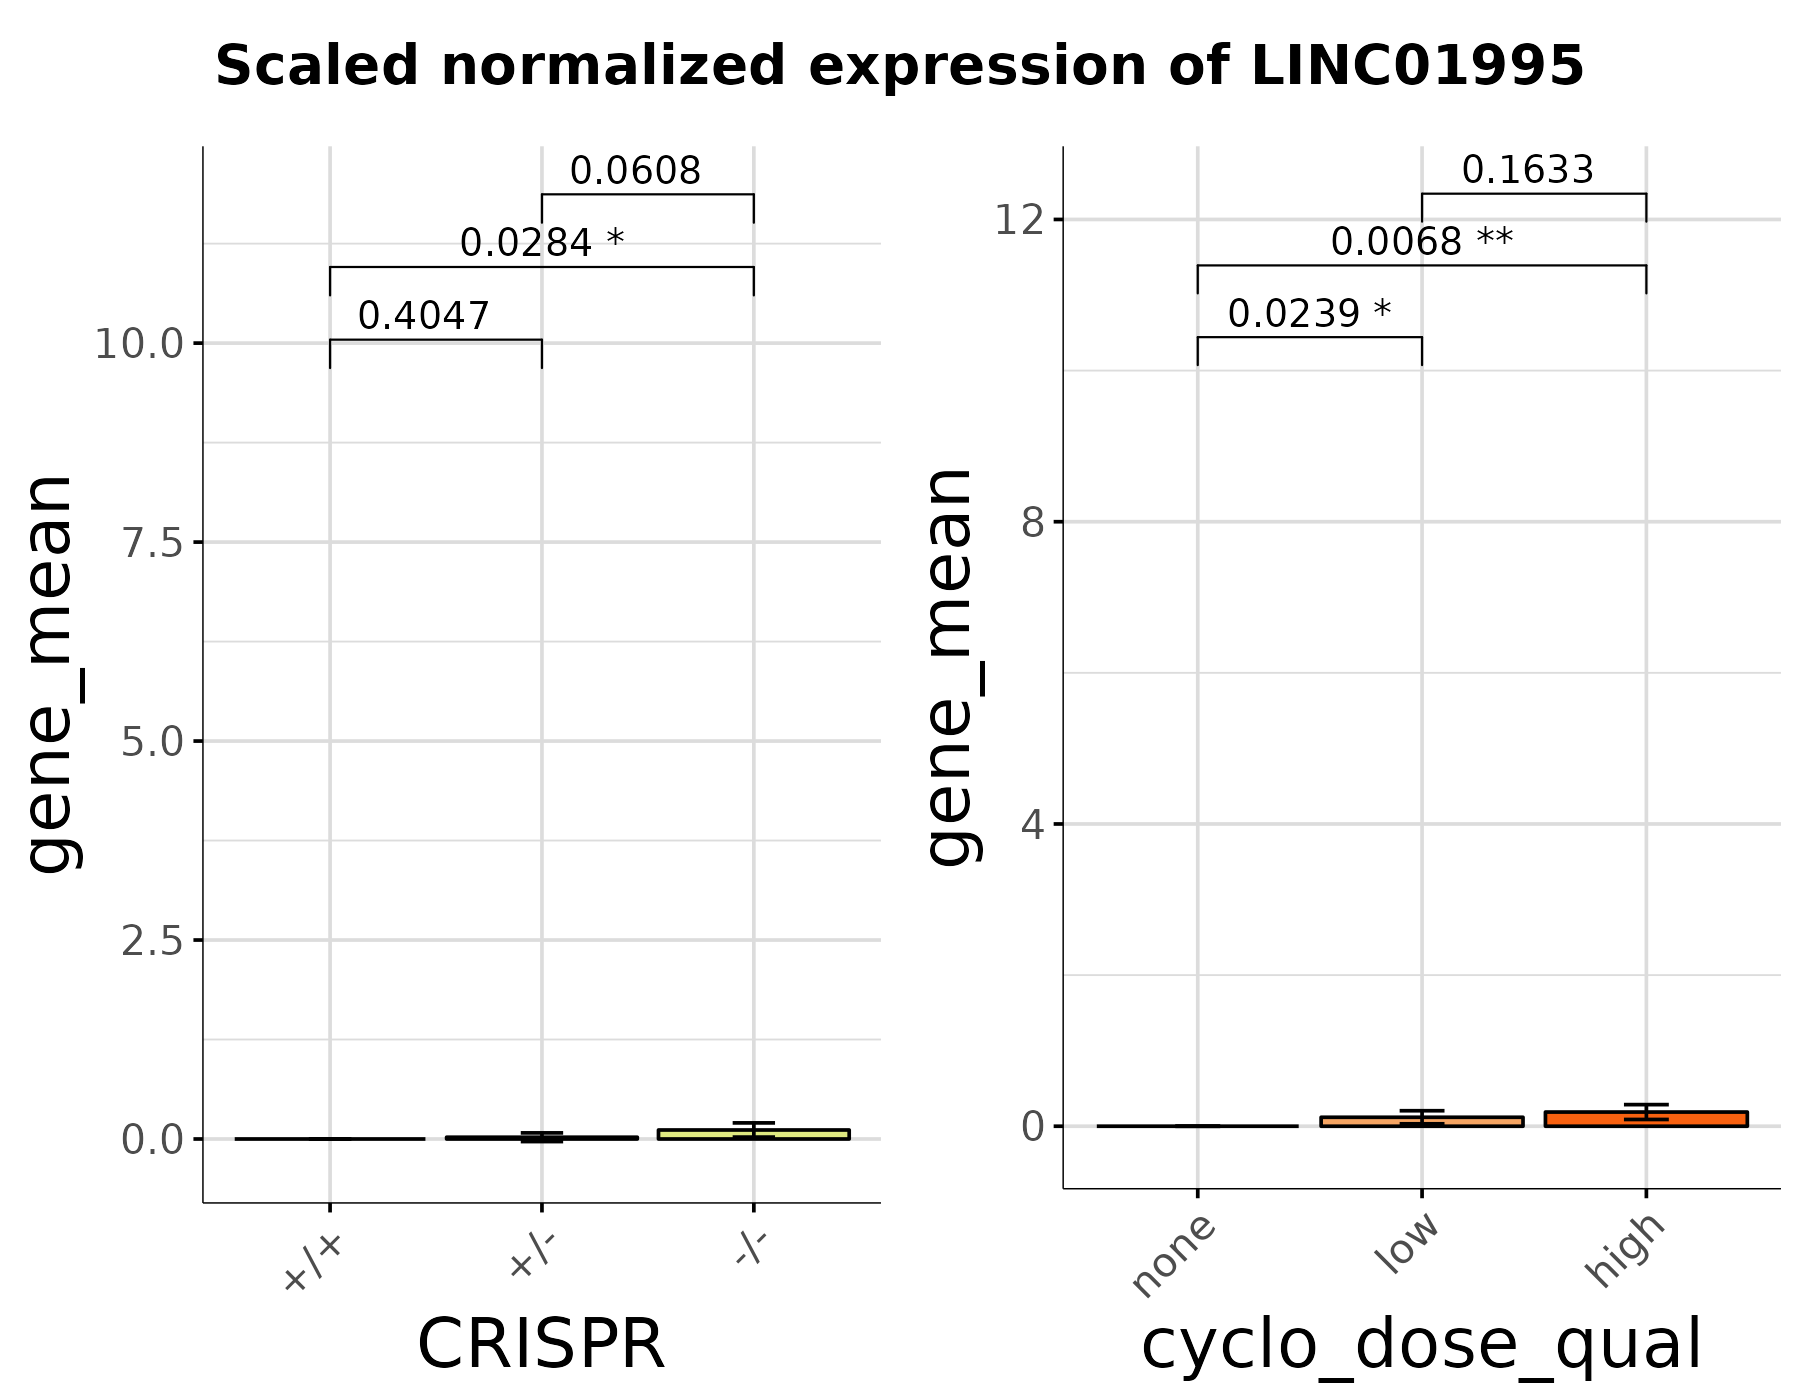 Scaled normalized expression of LINC01995
gene_mean
10.0
7.5
5.0
2.5
0.0
0.0608
0.0284 *
0.4047
+/+
+/-
-/-
CRISPR
gene_mean
12
8
4
0
0.1633
0.0068 **
0.0239 *
none
low
high
cyclo_dose_qual